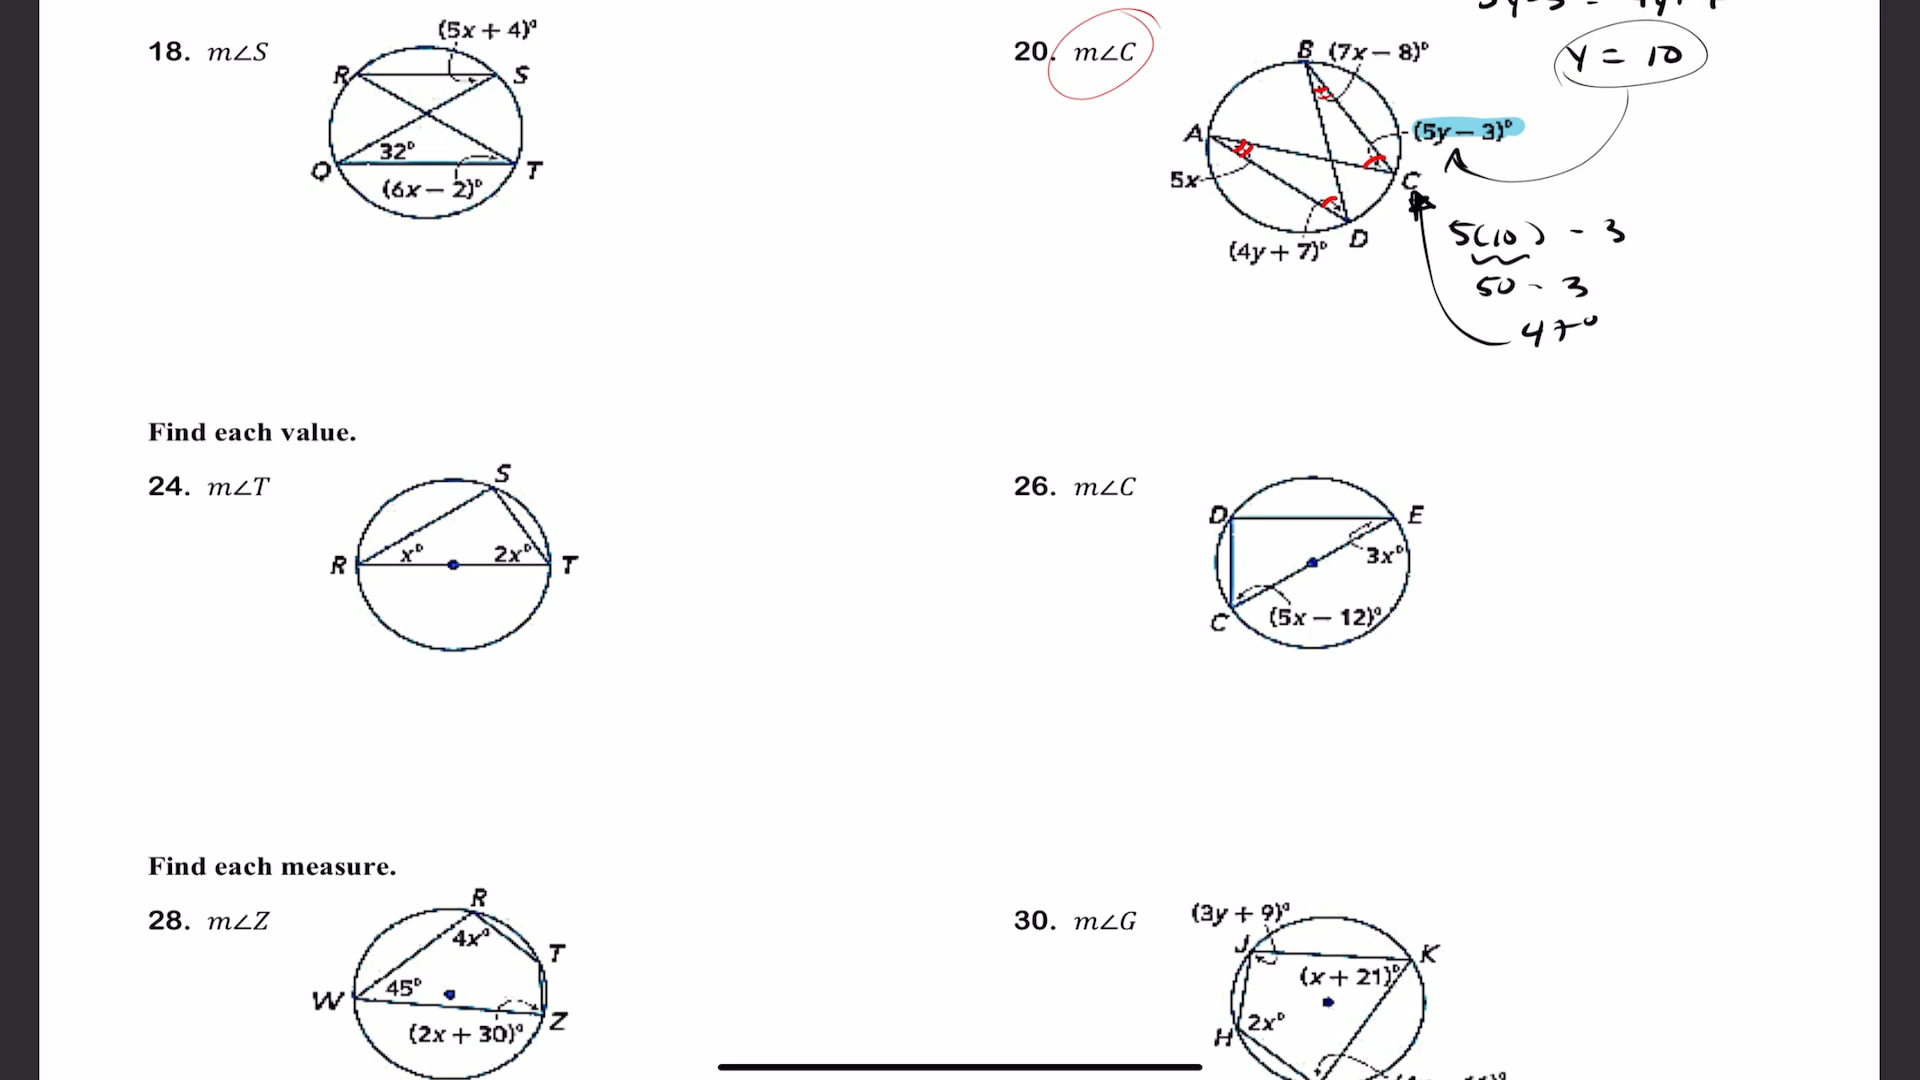 18. m∠S
(5x + 4)°
R
S
32°
Q
T
(6x − 2)°
20. m∠C
B
(7x − 8)°
A
(5y − 3)°
5x
C
D
(4y + 7)°
y = 10
5(10) - 3
50 - 3
47°
Find each value.
24. m∠T
S
R
x°
2x°
T
26. m∠C
D
E
3x°
C
(5x − 12)°
Find each measure.
28. m∠Z
R
4x°
T
W
45°
Z
(2x + 30)°
30. m∠G
(3y + 9)°
J
K
(x + 21)°
H
2x°